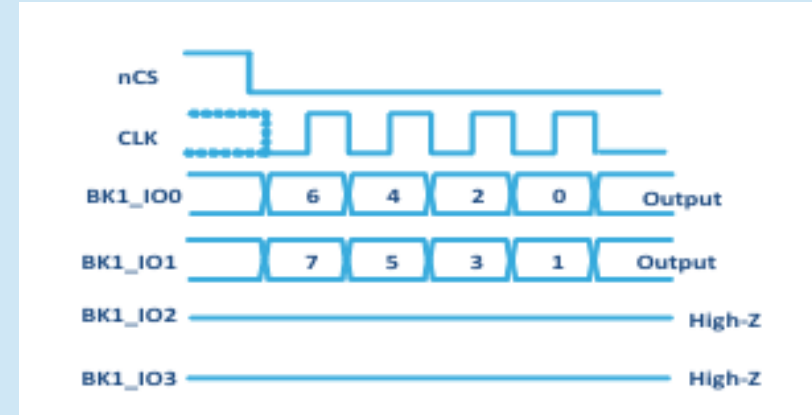 nCS
CLK
BK1_IO0 6 4 2 0 Output
BK1_IO1 7 5 3 1 Output
BK1_IO2 High-Z
BK1_IO3 High-Z